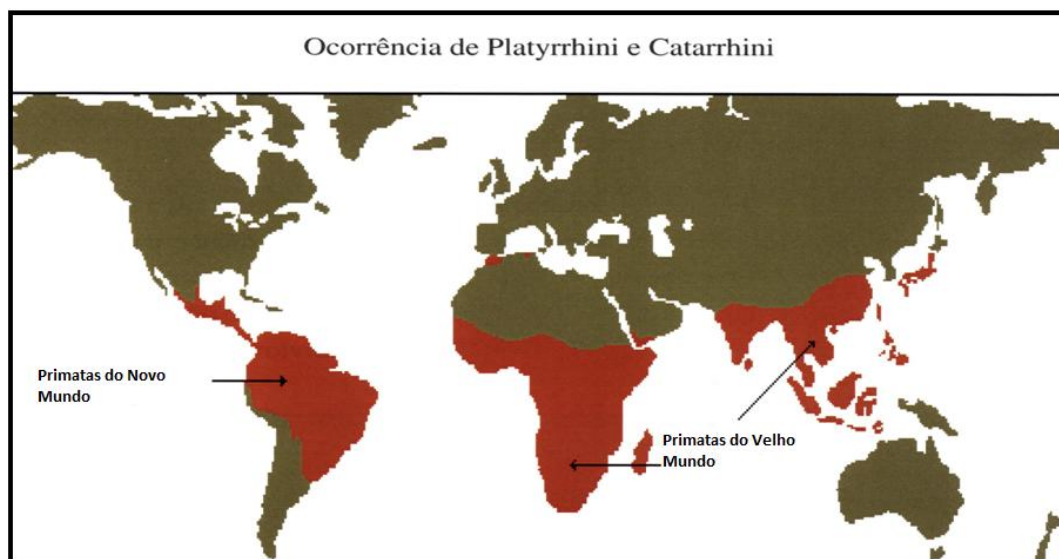 Ocorrência de Platyrrhini e Catarrhini
Primatas do Novo
Mundo
Primatas do Velho
Mundo